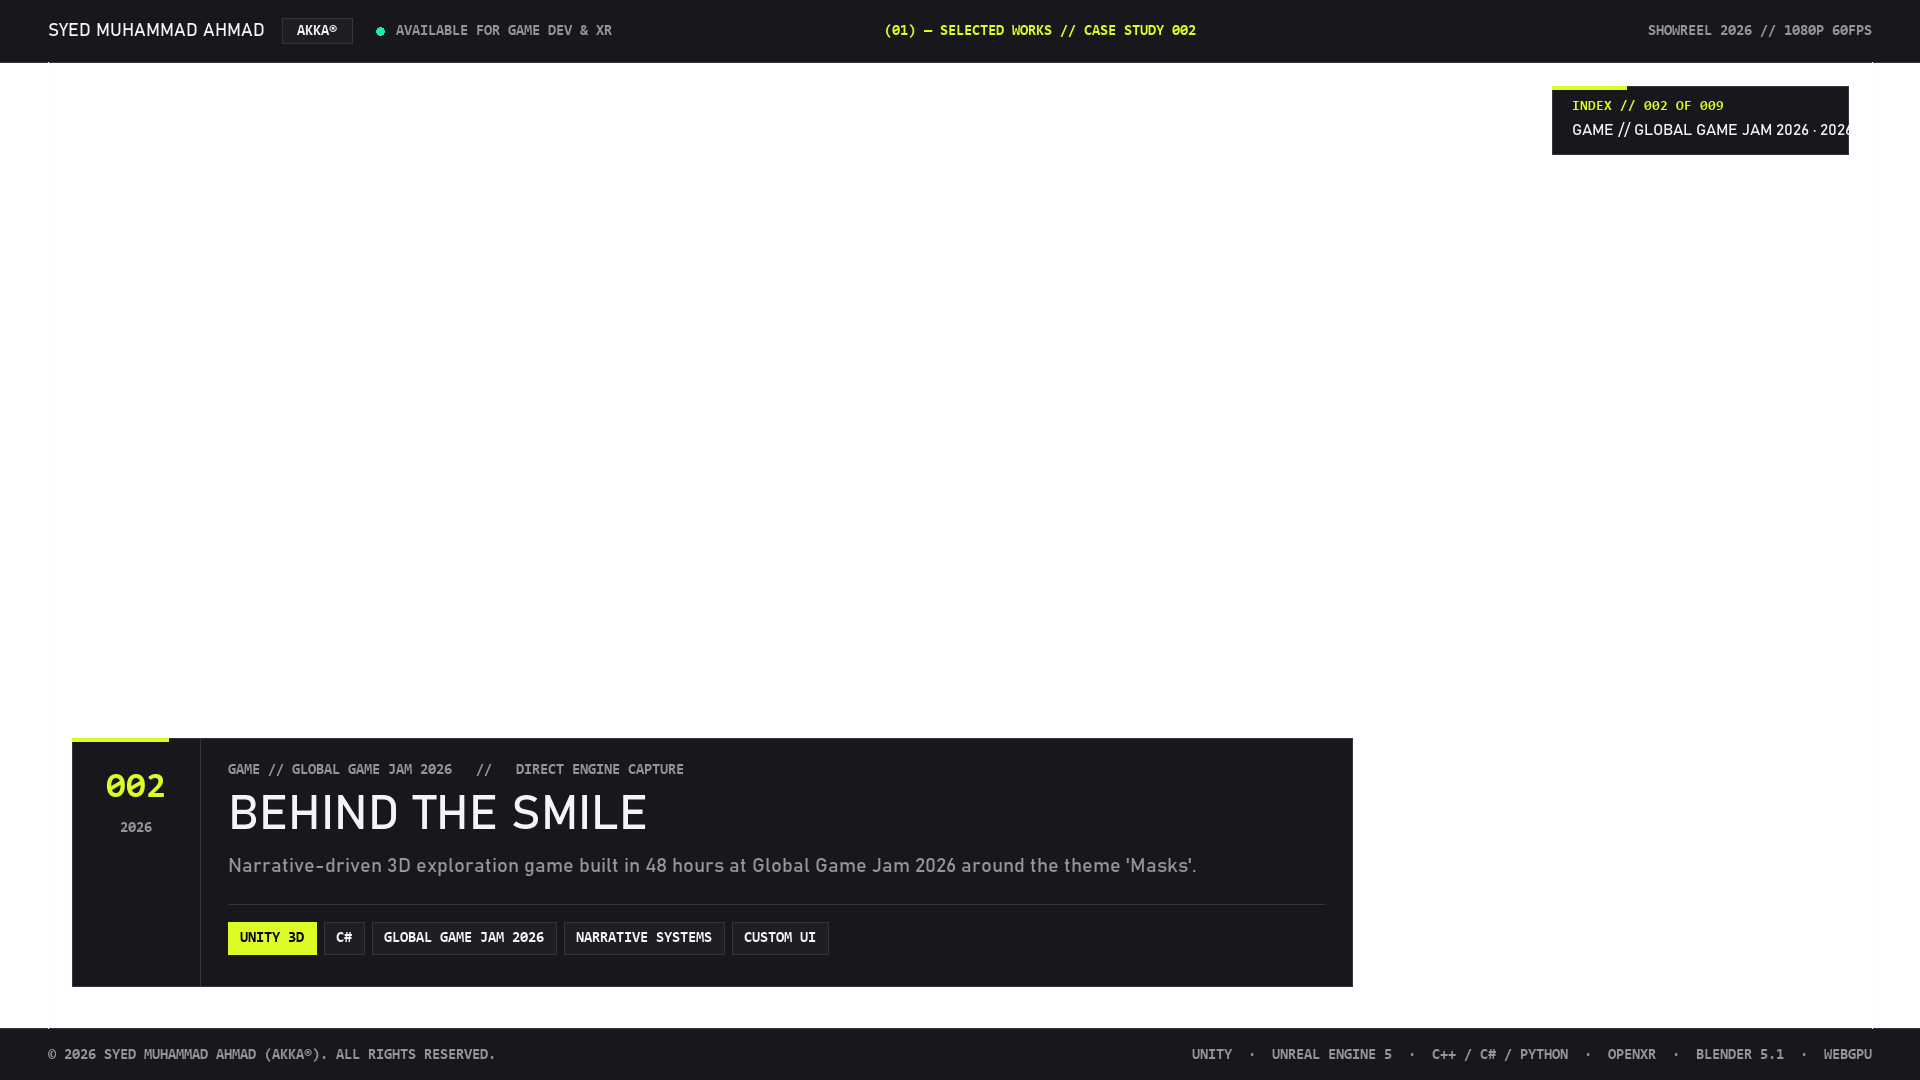 SYED MUHAMMAD AHMAD AKKA® AVAILABLE FOR GAME DEV & XR (01) — SELECTED WORKS // CASE STUDY 002 SHOWREEL 2026 // 1080P 60FPS
INDEX // 002 OF 009
GAME // GLOBAL GAME JAM 2026 · 2026
002
2026
GAME // GLOBAL GAME JAM 2026 // DIRECT ENGINE CAPTURE
BEHIND THE SMILE
Narrative-driven 3D exploration game built in 48 hours at Global Game Jam 2026 around the theme 'Masks'.
UNITY 3D C# GLOBAL GAME JAM 2026 NARRATIVE SYSTEMS CUSTOM UI
© 2026 SYED MUHAMMAD AHMAD (AKKA®). ALL RIGHTS RESERVED. UNITY · UNREAL ENGINE 5 · C++ / C# / PYTHON · OPENXR · BLENDER 5.1 · WEBGPU